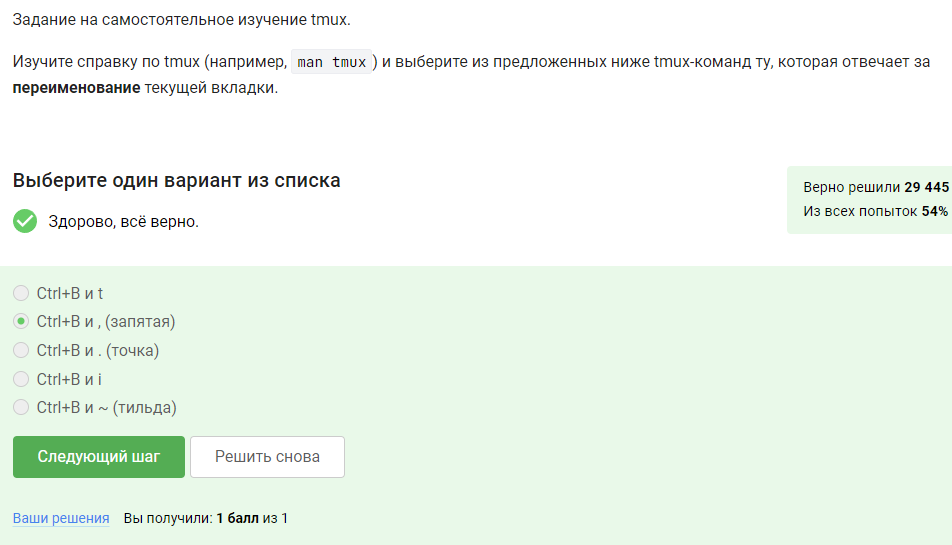 Задание на самостоятельное изучение tmux.
Изучите справку по tmux (например, man tmux ) и выберите из предложенных ниже tmux-команд ту, которая отвечает за
переименование текущей вкладки.
Выберите один вариант из списка
Здорово, всё верно.
Верно решили 29 445
Из всех попыток 54%
Ctrl+B и t
Ctrl+B и , (запятая)
Ctrl+B и . (точка)
Ctrl+B и i
Ctrl+B и ~ (тильда)
Следующий шаг
Решить снова
Ваши решения Вы получили: 1 балл из 1